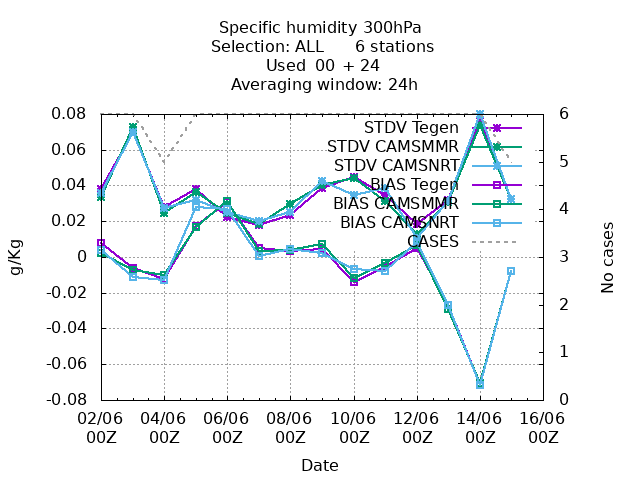 Specific humidity 300hPa
Selection: ALL 6 stations
Used 00 + 24
Averaging window: 24h
0.08
0.06
0.04
0.02
0
-0.02
-0.04
-0.06
-0.08
g/Kg
6
5
4
3
2
1
0
No cases
STDV Tegen
STDV CAMSMMR
STDV CAMSNRT
BIAS Tegen
BIAS CAMSMMR
BIAS CAMSNRT
CASES
02/06 04/06 06/06 08/06 10/06 12/06 14/06 16/06
00Z 00Z 00Z 00Z 00Z 00Z 00Z 00Z
Date